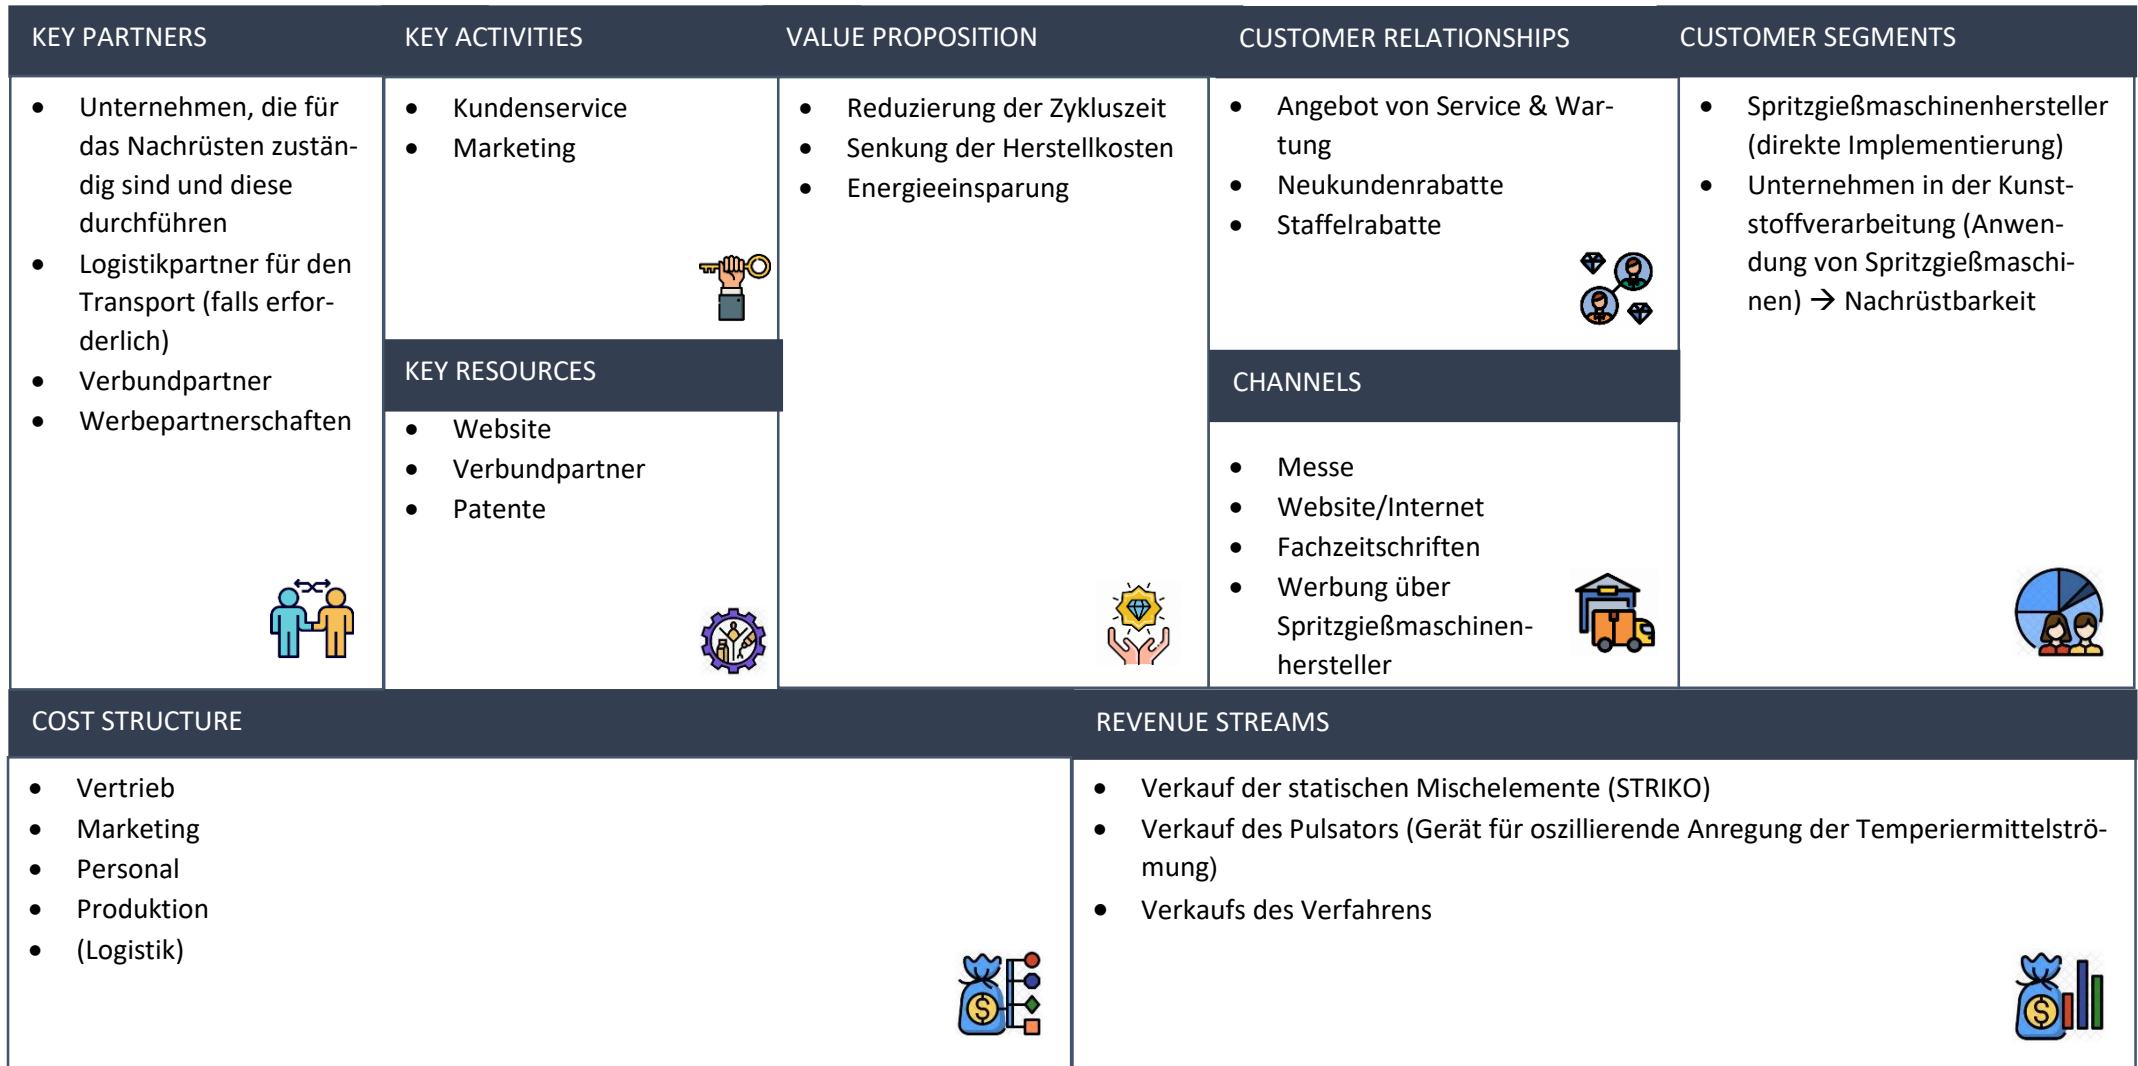 KEY PARTNERS
• Unternehmen, die für
das Nachrüsten zustän-
dig sind und diese
durchführen
• Logistikpartner für den
Transport (falls erfor-
derlich)
• Verbundpartner
• Werbepartnerschaften
KEY ACTIVITIES
• Kundenservice
• Marketing
KEY RESOURCES
• Website
• Verbundpartner
• Patente
VALUE PROPOSITION
• Reduzierung der Zykluszeit
• Senkung der Herstellkosten
• Energieeinsparung
CUSTOMER RELATIONSHIPS
• Angebot von Service & War-
tung
• Neukundenrabatte
• Staffelrabatte
CHANNELS
• Messe
• Website/Internet
• Fachzeitschriften
• Werbung über
Spritzgießmaschinen-
hersteller
CUSTOMER SEGMENTS
• Spritzgießmaschinenhersteller
(direkte Implementierung)
• Unternehmen in der Kunst-
stoffverarbeitung (Anwen-
dung von Spritzgießmaschi-
nen) → Nachrüstbarkeit
COST STRUCTURE
• Vertrieb
• Marketing
• Personal
• Produktion
• (Logistik)
REVENUE STREAMS
• Verkauf der statischen Mischelemente (STRIKO)
• Verkauf des Pulsators (Gerät für oszillierende Anregung der Temperiermittelströ-
mung)
• Verkaufs des Verfahrens